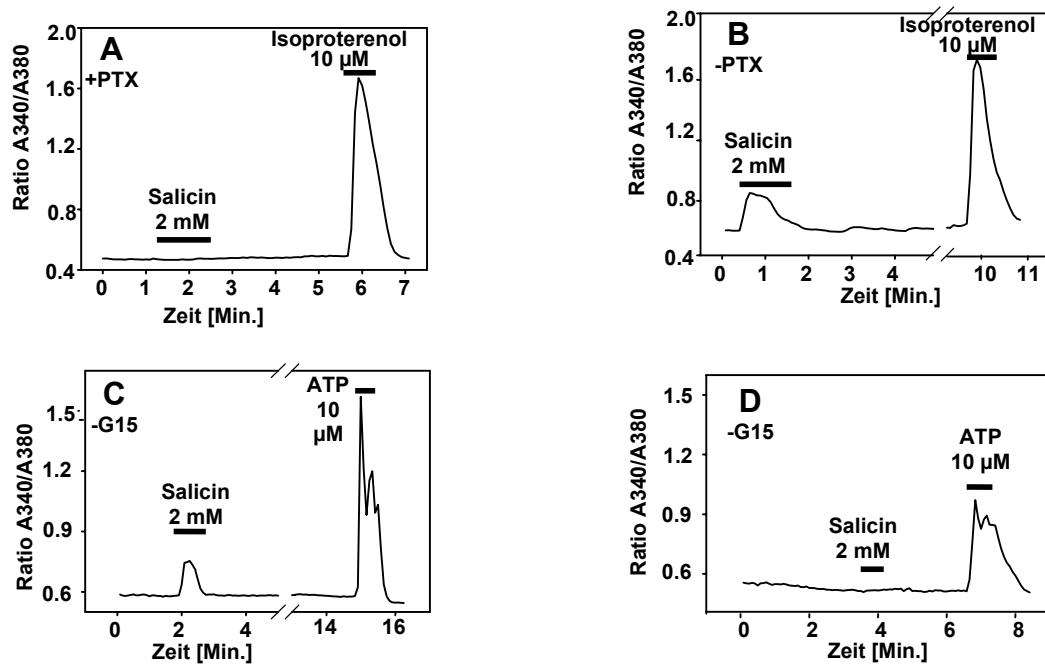 A
+PTX
Isoproterenol
10 µM
Salicin
2 mM
Ratio A340/A380
2.0
1.6
1.2
0.8
0.4
0 1 2 3 4 5 6 7
Zeit [Min.]
B
-PTX
Isoproterenol
10 µM
Salicin
2 mM
Ratio A340/A380
2.0
1.6
1.2
0.8
0.4
0 1 2 3 4 10 11
Zeit [Min.]
C
-G15
ATP
10
µM
Salicin
2 mM
Ratio A340/A380
1.5
1.2
0.9
0.6
0 2 4 14 16
Zeit [Min.]
D
-G15
ATP
10 µM
Salicin
2 mM
Ratio A340/A380
1.5
1.2
0.9
0.6
0 2 4 6 8
Zeit [Min.]